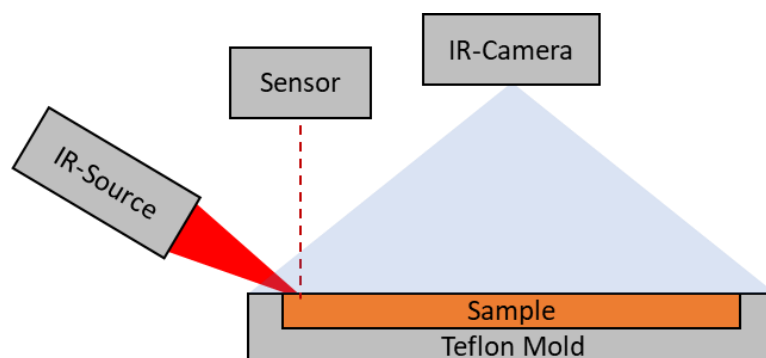 IR-Camera
Sensor
IR-Source
Sample
Teflon Mold